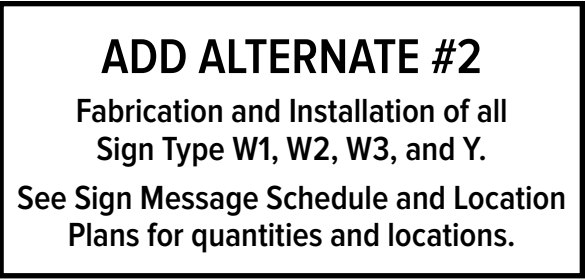 ADD ALTERNATE #2
Fabrication and Installation of all
Sign Type W1, W2, W3, and Y.
See Sign Message Schedule and Location
Plans for quantities and locations.